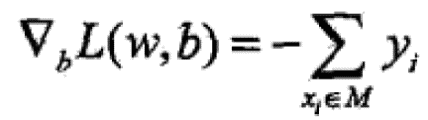 ∇_b L(w,b) = -∑_{x_i∈M} y_i